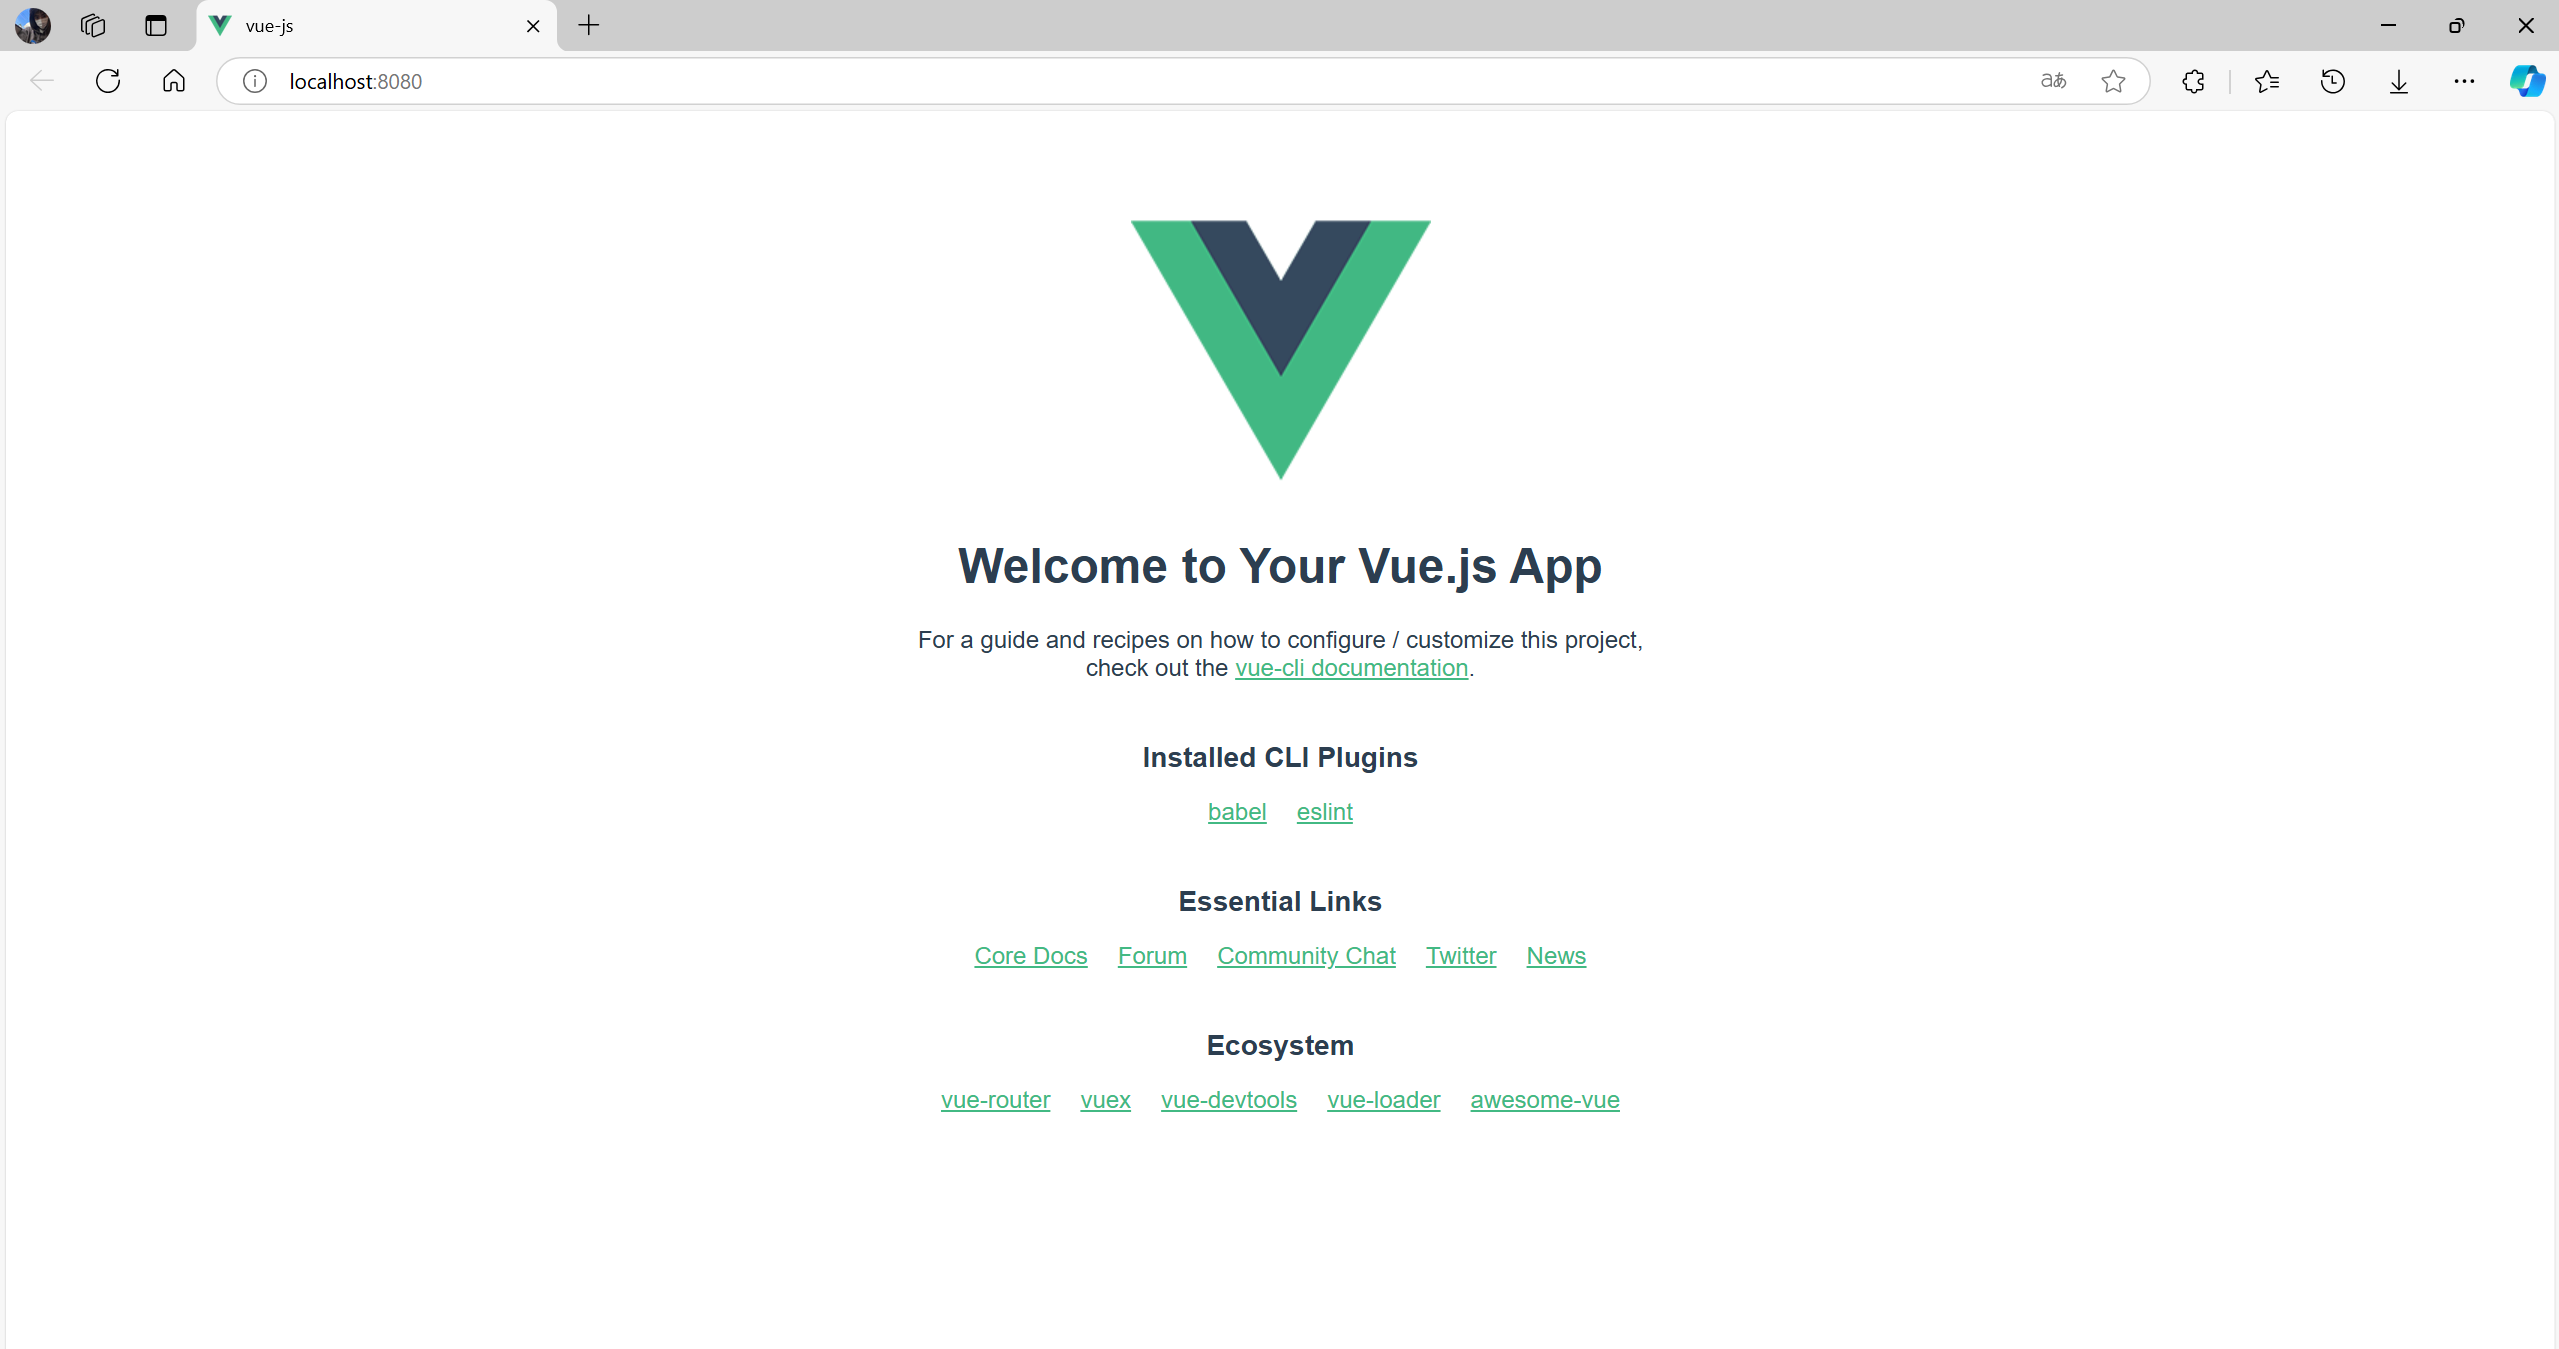 vue-js
localhost:8080
aあ
Welcome to Your Vue.js App
For a guide and recipes on how to configure / customize this project,
check out the vue-cli documentation.
Installed CLI Plugins
babel eslint
Essential Links
Core Docs Forum Community Chat Twitter News
Ecosystem
vue-router vuex vue-devtools vue-loader awesome-vue